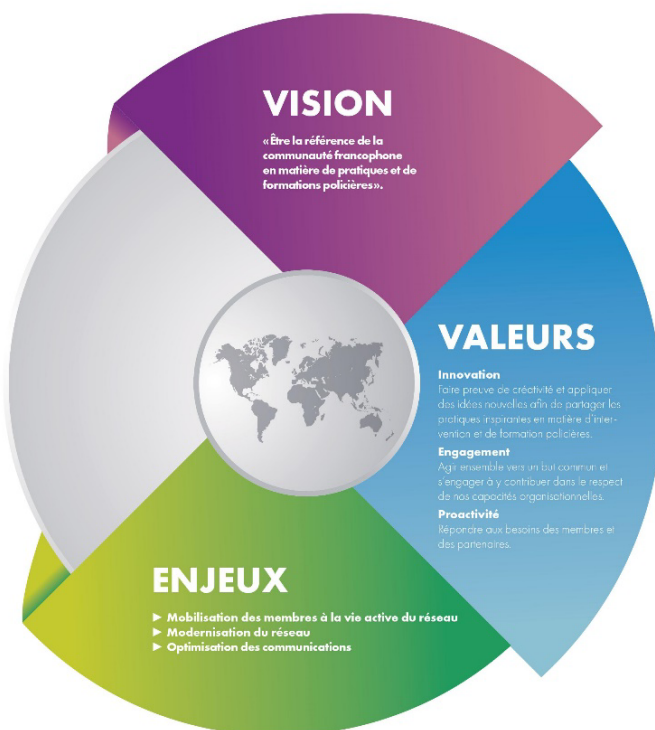 VISION
«Être la référence de la
communauté francophone
en matière de pratiques et de
formations policières».
VALEURS
Innovation
Faire preuve de créativité et appliquer
des idées nouvelles afin de partager les
pratiques inspirantes en matière d'inter-
vention et de formation policières.
Engagement
Agir ensemble vers un but commun et
s'engager à y contribuer dans le respect
de nos capacités organisationnelles.
Proactivité
Répondre aux besoins des membres et
des partenaires.
ENJEUX
► Mobilisation des membres à la vie active du réseau
► Modernisation du réseau
► Optimisation des communications